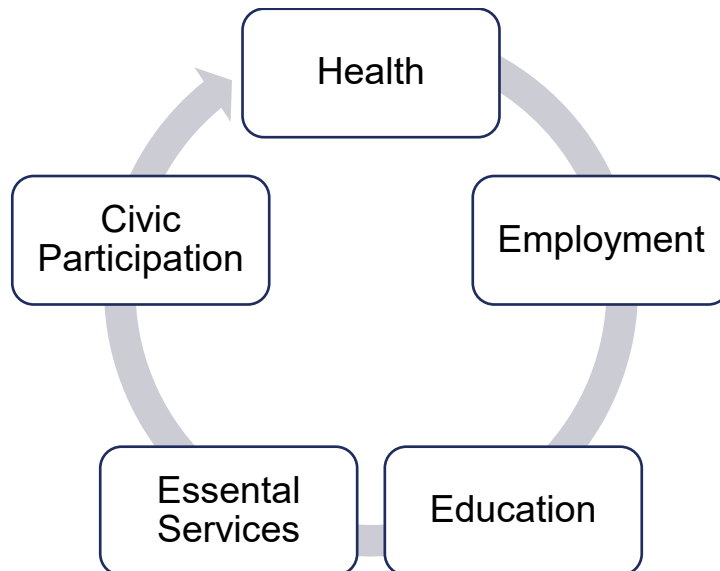 Health
Employment
Education
Essental
Services
Civic
Participation